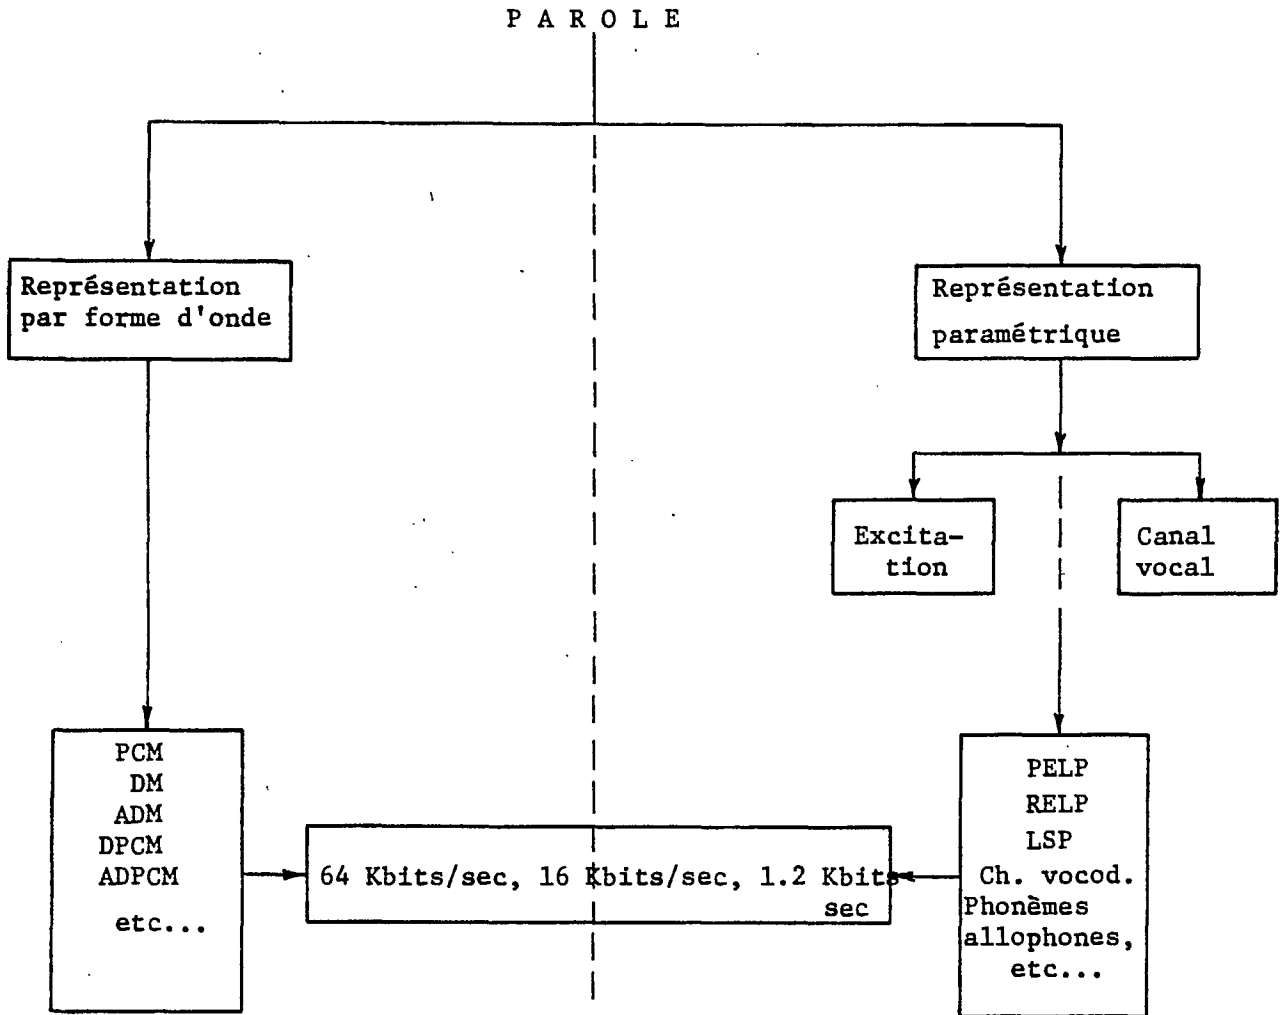 P A R O L E
Représentation
par forme d'onde
Représentation
paramétrique
Excita-
tion
Canal
vocal
PCM
DM
ADM
DPCM
ADPCM
etc...
64 Kbits/sec, 16 Kbits/sec, 1.2 Kbits
sec
PELP
RELP
LSP
Ch. vocod.
Phonèmes
allophones,
etc...